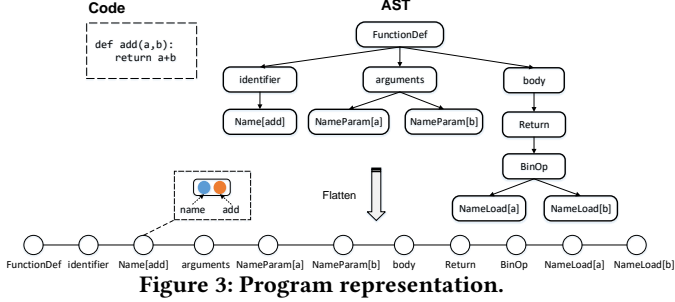 Code
AST
def add(a,b):
return a+b
FunctionDef
identifier
arguments
body
Name[add]
NameParam[a]
NameParam[b]
Return
BinOp
NameLoad[a]
NameLoad[b]
name
add
Flatten
FunctionDef
identifier
Name[add]
arguments
NameParam[a]
NameParam[b]
body
Return
BinOp
NameLoad[a]
NameLoad[b]
Figure 3: Program representation.